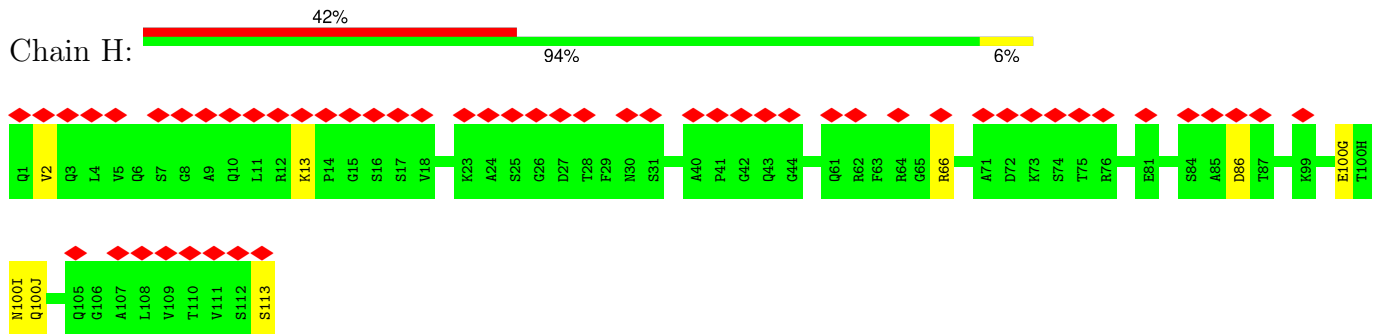 42%
Chain H:
94% 6%
Q1 V2 Q3 L4 V5 Q6 S7 G8 A9 Q10 L11 R12 K13 P14 G15 S16 S17 V18 K23 A24 S25 G26 D27 T28 F29 N30 S31 A40 P41 G42 Q43 G44 Q61 R62 F63 R64 G65 R66 A71 D72 K73 S74 T75 R76 E81 S84 A85 D86 T87 K99 E100G T100H
N100I Q100J Q105 G106 A107 L108 V109 T110 V111 S112 S113